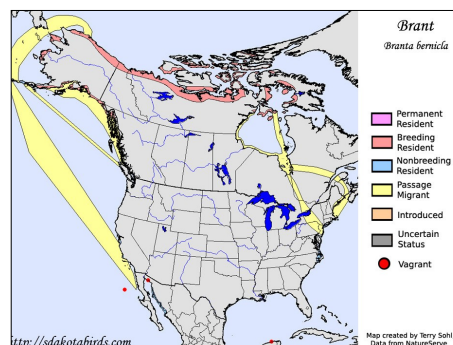 Brant
Branta bernicla
Permanent
Resident
Breeding
Resident
Nonbreeding
Resident
Passage
Migrant
Introduced
Uncertain
Status
Vagrant
http://sdakotabirds.com
Map created by Terry Sohl
Data from NatureServe